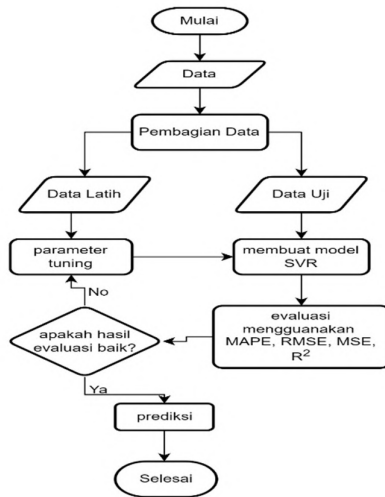 Mulai
Data
Pembagian Data
Data Latih
Data Uji
parameter
tuning
membuat model
SVR
No
apakah hasil
evaluasi baik?
evaluasi
mengguanakan
MAPE, RMSE, MSE,
R²
Ya
prediksi
Selesai